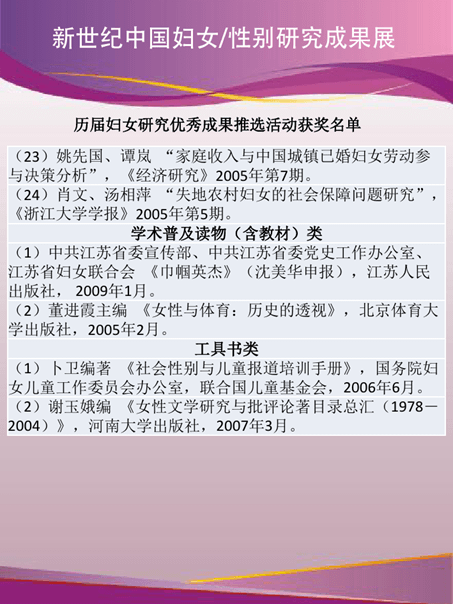 新世纪中国妇女/性别研究成果展
历届妇女研究优秀成果推选活动获奖名单
（23）姚先国、谭岚 “家庭收入与中国城镇已婚妇女劳动参
与决策分析”，《经济研究》2005年第7期。
（24）肖文、汤相萍 “失地农村妇女的社会保障问题研究”，
《浙江大学学报》2005年第5期。
学术普及读物（含教材）类
（1）中共江苏省委宣传部、中共江苏省委党史工作办公室、
江苏省妇女联合会 《巾帼英杰》（沈美华申报），江苏人民
出版社， 2009年1月。
（2）董进霞主编 《女性与体育：历史的透视》，北京体育大
学出版社，2005年2月。
工具书类
（1）卜卫编著 《社会性别与儿童报道培训手册》，国务院妇
女儿童工作委员会办公室，联合国儿童基金会，2006年6月。
（2）谢玉娥编 《女性文学研究与批评论著目录总汇（1978－
2004）》，河南大学出版社，2007年3月。